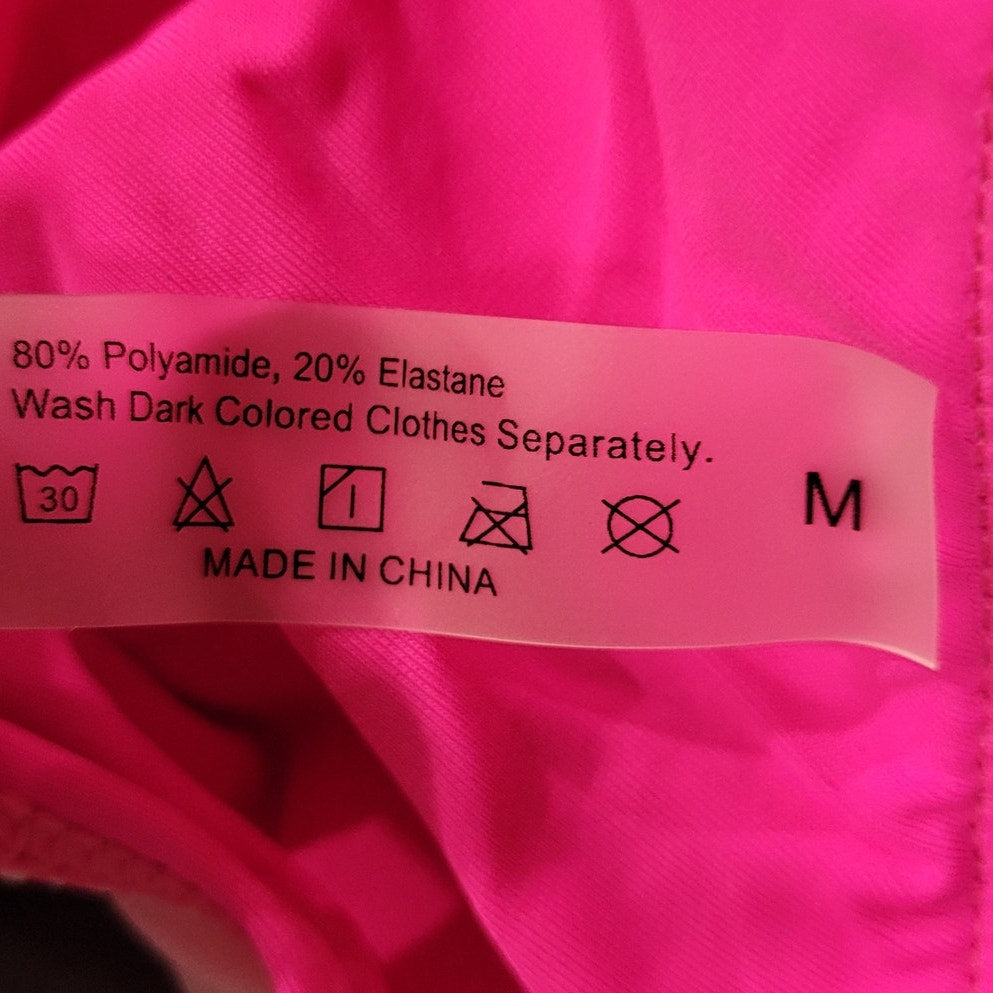 80% Polyamide, 20% Elastane
Wash Dark Colored Clothes Separately.
30
M
MADE IN CHINA